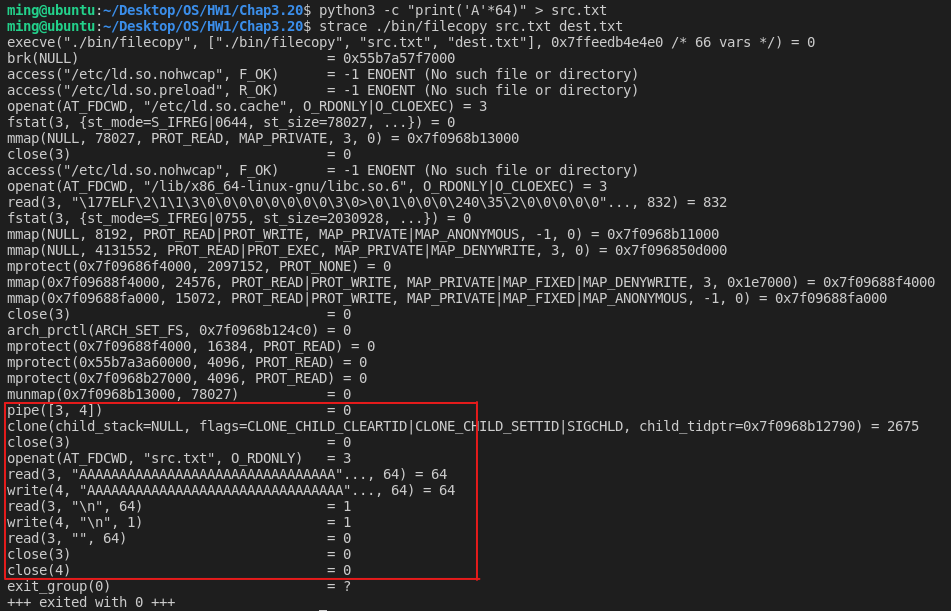 ming@ubuntu:~/Desktop/OS/HW1/Chap3.20$ python3 -c "print('A'*64)" > src.txt
ming@ubuntu:~/Desktop/OS/HW1/Chap3.20$ strace ./bin/filecopy src.txt dest.txt
execve("./bin/filecopy", ["./bin/filecopy", "src.txt", "dest.txt"], 0x7ffeedb4e4e0 /* 66 vars */) = 0
brk(NULL)                               = 0x55b7a57f7000
access("/etc/ld.so.nohwcap", F_OK)      = -1 ENOENT (No such file or directory)
access("/etc/ld.so.preload", R_OK)      = -1 ENOENT (No such file or directory)
openat(AT_FDCWD, "/etc/ld.so.cache", O_RDONLY|O_CLOEXEC) = 3
fstat(3, {st_mode=S_IFREG|0644, st_size=78027, ...}) = 0
mmap(NULL, 78027, PROT_READ, MAP_PRIVATE, 3, 0) = 0x7f0968b13000
close(3)                                = 0
access("/etc/ld.so.nohwcap", F_OK)      = -1 ENOENT (No such file or directory)
openat(AT_FDCWD, "/lib/x86_64-linux-gnu/libc.so.6", O_RDONLY|O_CLOEXEC) = 3
read(3, "\177ELF\2\1\1\3\0\0\0\0\0\0\0\0\3\0>\0\1\0\0\0\240\35\2\0\0\0\0\0"..., 832) = 832
fstat(3, {st_mode=S_IFREG|0755, st_size=2030928, ...}) = 0
mmap(NULL, 8192, PROT_READ|PROT_WRITE, MAP_PRIVATE|MAP_ANONYMOUS, -1, 0) = 0x7f0968b11000
mmap(NULL, 4131552, PROT_READ|PROT_EXEC, MAP_PRIVATE|MAP_DENYWRITE, 3, 0) = 0x7f096850d000
mprotect(0x7f09686f4000, 2097152, PROT_NONE) = 0
mmap(0x7f09688f4000, 24576, PROT_READ|PROT_WRITE, MAP_PRIVATE|MAP_FIXED|MAP_DENYWRITE, 3, 0x1e7000) = 0x7f09688f4000
mmap(0x7f09688fa000, 15072, PROT_READ|PROT_WRITE, MAP_PRIVATE|MAP_FIXED|MAP_ANONYMOUS, -1, 0) = 0x7f09688fa000
close(3)                                = 0
arch_prctl(ARCH_SET_FS, 0x7f0968b124c0) = 0
mprotect(0x7f09688f4000, 16384, PROT_READ) = 0
mprotect(0x55b7a3a60000, 4096, PROT_READ) = 0
mprotect(0x7f0968b27000, 4096, PROT_READ) = 0
munmap(0x7f0968b13000, 78027)           = 0
pipe([3, 4])                            = 0
clone(child_stack=NULL, flags=CLONE_CHILD_CLEARTID|CLONE_CHILD_SETTID|SIGCHLD, child_tidptr=0x7f0968b12790) = 2675
close(3)                                = 0
openat(AT_FDCWD, "src.txt", O_RDONLY)   = 3
read(3, "AAAAAAAAAAAAAAAAAAAAAAAAAAAAAAAA"..., 64) = 64
write(4, "AAAAAAAAAAAAAAAAAAAAAAAAAAAAAAAA"..., 64) = 64
read(3, "\n", 64)                       = 1
write(4, "\n", 1)                       = 1
read(3, "", 64)                         = 0
close(3)                                = 0
close(4)                                = 0
exit_group(0)                           = ?
+++ exited with 0 +++